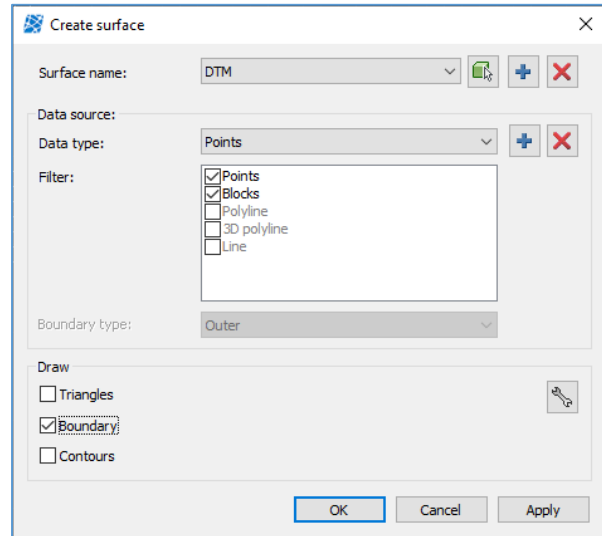 Create surface
Surface name: DTM
Data source:
Data type: Points
Filter: Points
Blocks
Polyline
3D polyline
Line
Boundary type: Outer
Draw
Triangles
Boundary
Contours
OK Cancel Apply